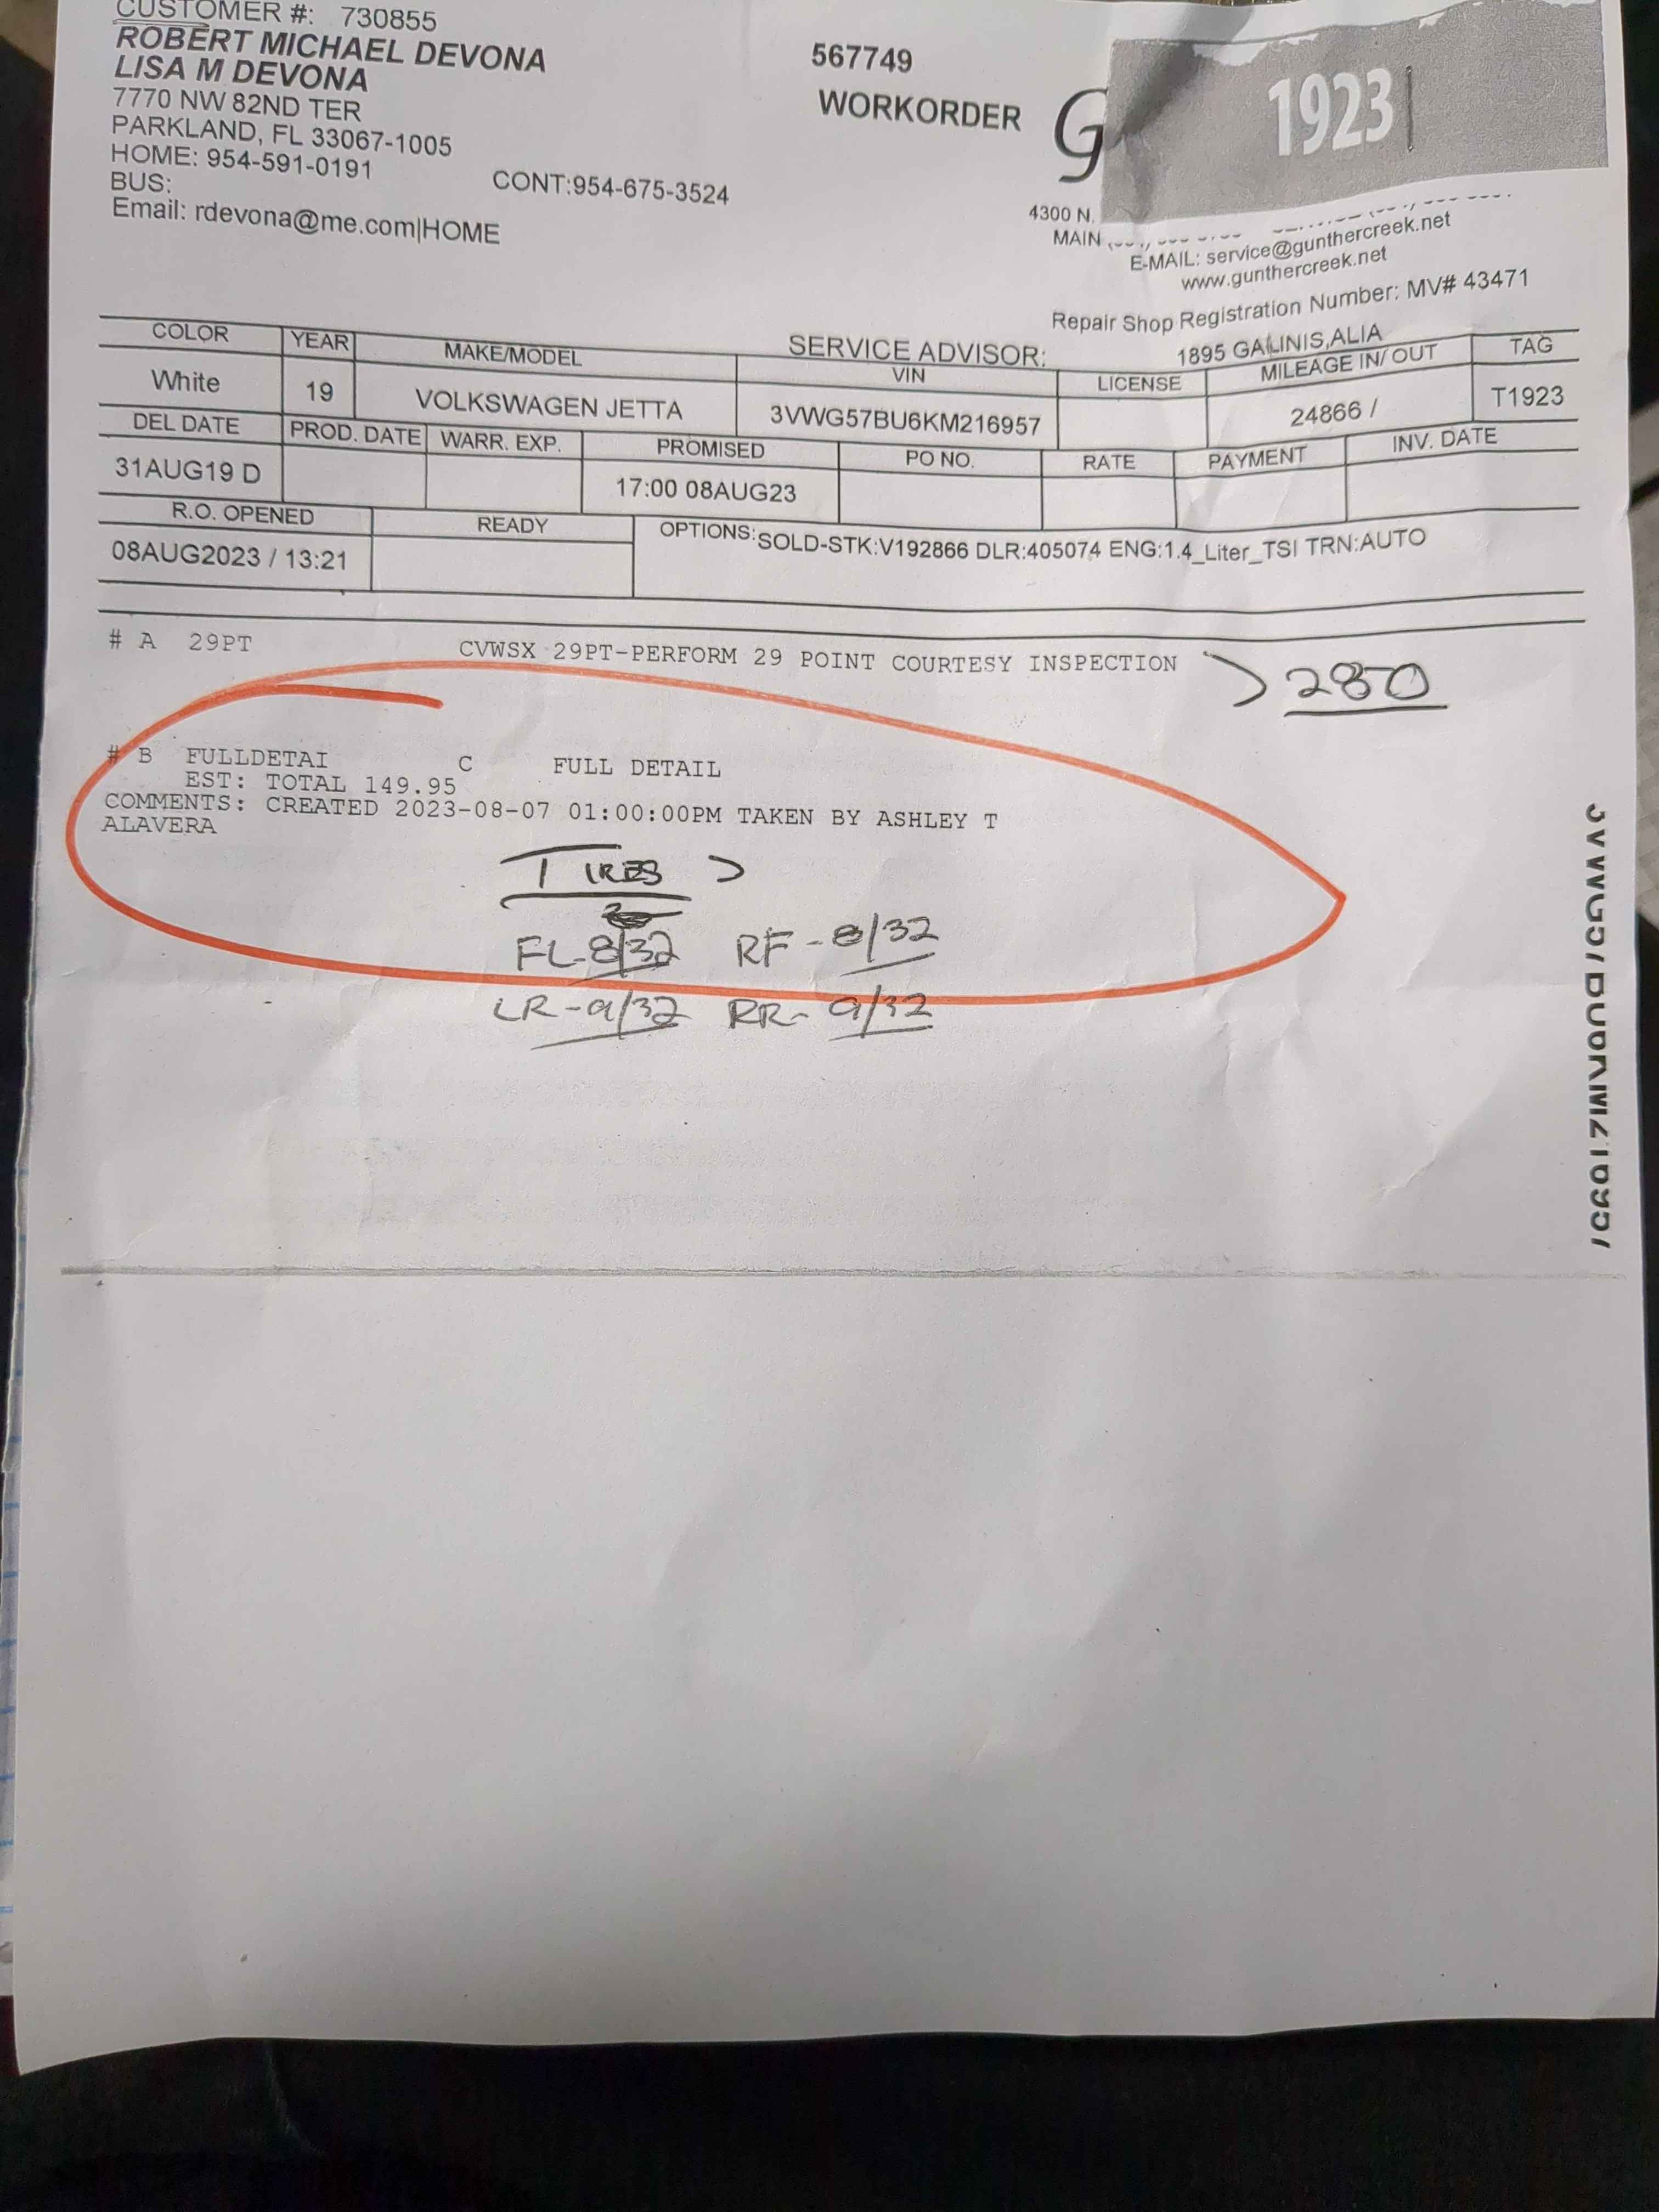 CUSTOMER #: 730855
ROBERT MICHAEL DEVONA
LISA M DEVONA
7770 NW 82ND TER
PARKLAND, FL 33067-1005
HOME: 954-591-0191
CONT:954-675-3524
BUS:
Email: rdevona@me.com|HOME
567749
WORKORDER
G
1923
4300 N.
MAIN
E-MAIL: service@gunthercreek.net
www.gunthercreek.net
Repair Shop Registration Number: MV# 43471
SERVICE ADVISOR: 1895 GALINIS,ALIA
COLOR YEAR MAKE/MODEL VIN LICENSE MILEAGE IN/ OUT TAG
White 19 VOLKSWAGEN JETTA 3VWG57BU6KM216957 24866 / T1923
DEL DATE PROD. DATE WARR. EXP. PROMISED PO NO. RATE PAYMENT INV. DATE
31AUG19 D 17:00 08AUG23
R.O. OPENED READY OPTIONS:SOLD-STK:V192866 DLR:405074 ENG:1.4_Liter_TSI TRN:AUTO
08AUG2023 / 13:21
# A 29PT CVWSX 29PT-PERFORM 29 POINT COURTESY INSPECTION
280
# B FULLDETAI C FULL DETAIL
EST: TOTAL 149.95
COMMENTS: CREATED 2023-08-07 01:00:00PM TAKEN BY ASHLEY T
ALAVERA
TIRES
FL-8/32 RF-8/32
LR-9/32 RR-9/32